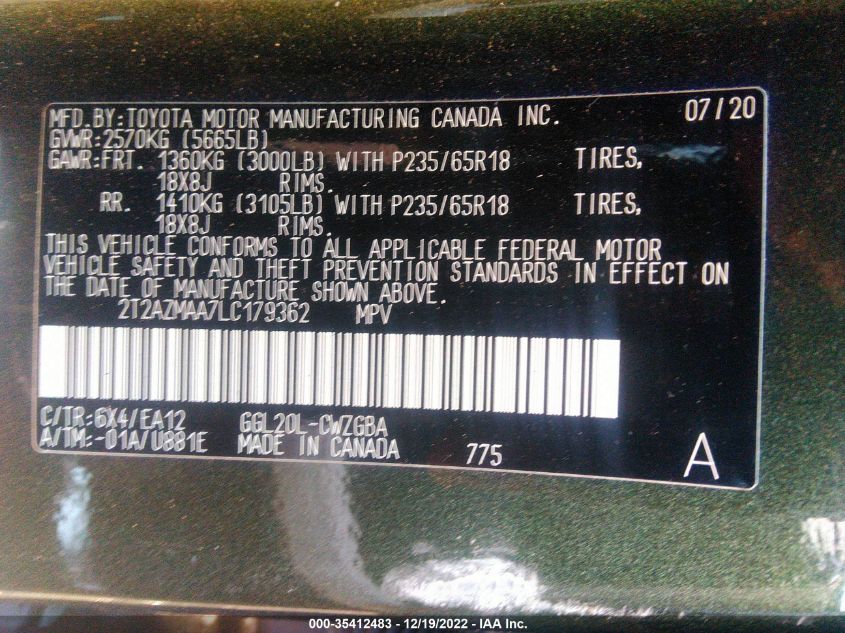 MFD.BY:TOYOTA MOTOR MANUFACTURING CANADA INC. 07/20
GVWR:2570KG (5665LB)
GAWR:FRT. 1360KG (3000LB) WITH P235/65R18 TIRES,
18X8J RIMS.
RR. 1410KG (3105LB) WITH P235/65R18 TIRES,
18X8J RIMS.
THIS VEHICLE CONFORMS TO ALL APPLICABLE FEDERAL MOTOR
VEHICLE SAFETY AND THEFT PREVENTION STANDARDS IN EFFECT ON
THE DATE OF MANUFACTURE SHOWN ABOVE.
2T2AZMAA7LC179362 MPV
C/TR:6X4/EA12 GGL20L-CWZGBA
A/TM:-01A/U881E MADE IN CANADA 775 A
000-35412483 - 12/19/2022 - IAA Inc.